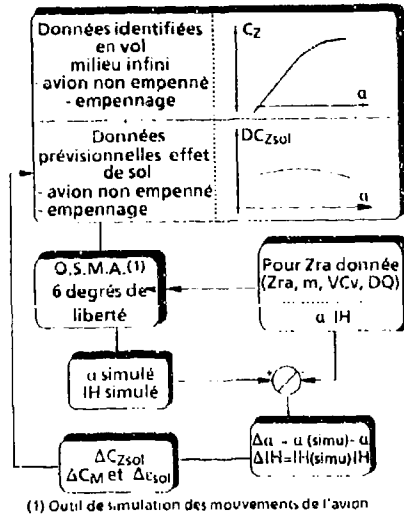 Données identifiées
en vol
milieu infini
- avion non empenné
- empennage
CZ
α
Données
prévisionnelles effet
de sol
- avion non empenné
- empennage
DCZsol
α
O.S.M.A.(1)
6 degrés de
liberté
Pour Zra donnée
(Zra, m, VCv, DQ)
α IH
α simulé
IH simulé
+
-
ΔCZsol
ΔCM et Δεsol
Δα = α (simu)- α
ΔIH=IH(simu)-IH
(1) Outil de simulation des mouvements de l'avion